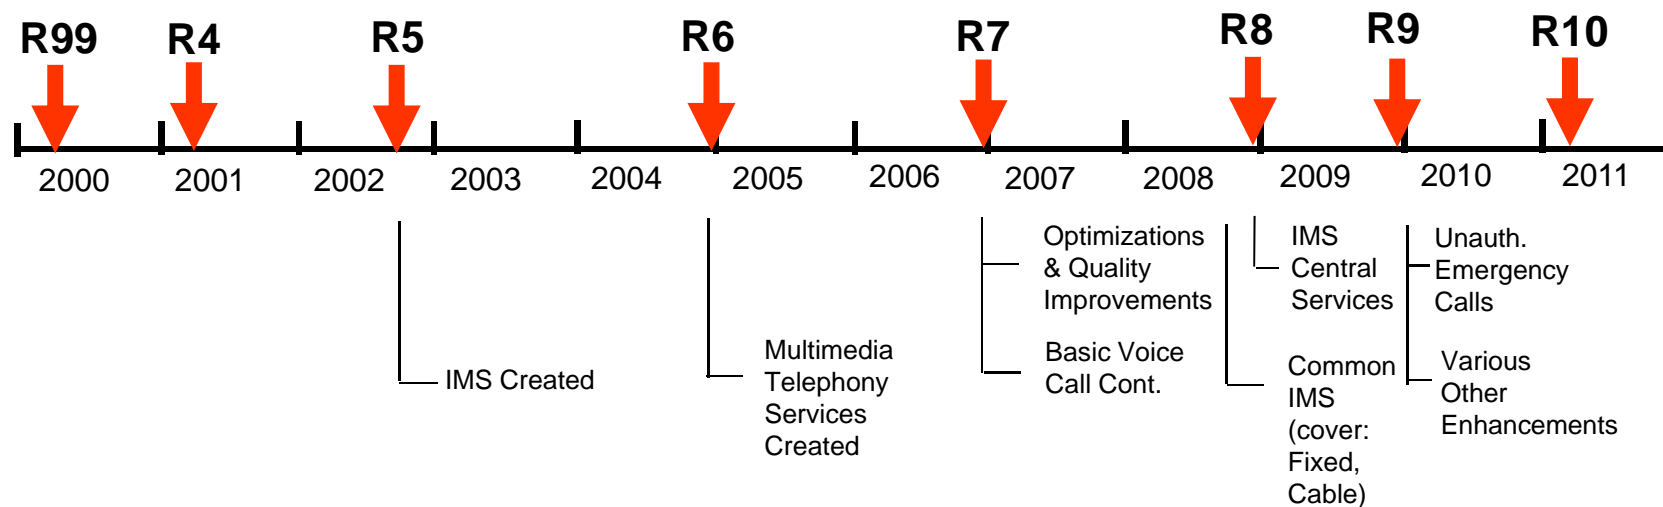 R99 R4 R5 R6 R7 R8 R9 R10
2000 2001 2002 2003 2004 2005 2006 2007 2008 2009 2010 2011
IMS Created
Multimedia
Telephony
Services
Created
Optimizations
& Quality
Improvements
Basic Voice
Call Cont.
IMS
Central
Services
Common
IMS
(cover:
Fixed,
Cable)
Unauth.
Emergency
Calls
Various
Other
Enhancements